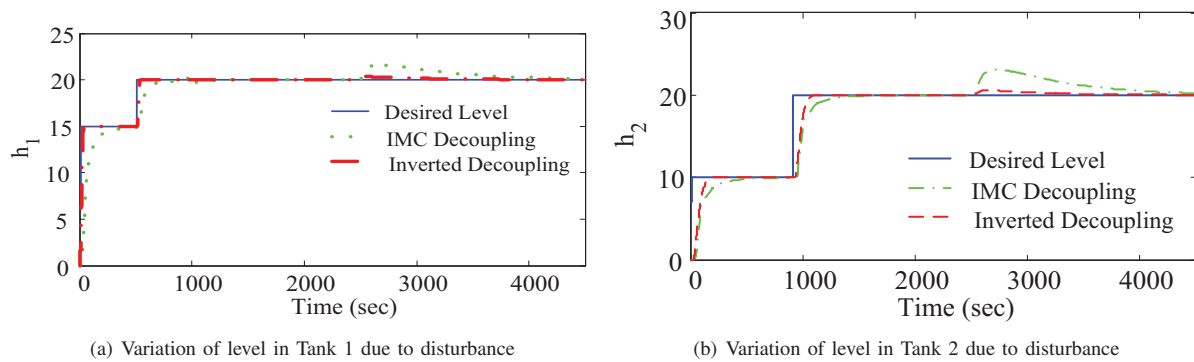 25
20
15
10
5
0
h1
Desired Level
IMC Decoupling
Inverted Decoupling
0 1000 2000 3000 4000
Time (sec)
(a) Variation of level in Tank 1 due to disturbance
30
20
10
0
h2
Desired Level
IMC Decoupling
Inverted Decoupling
0 1000 2000 3000 4000
Time (sec)
(b) Variation of level in Tank 2 due to disturbance